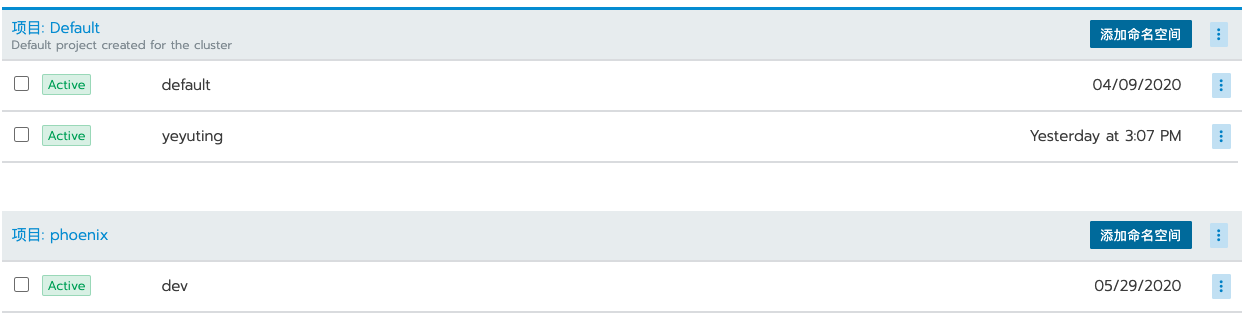 项目: Default
Default project created for the cluster
添加命名空间
Active default 04/09/2020
Active yeyuting Yesterday at 3:07 PM
项目: phoenix
添加命名空间
Active dev 05/29/2020